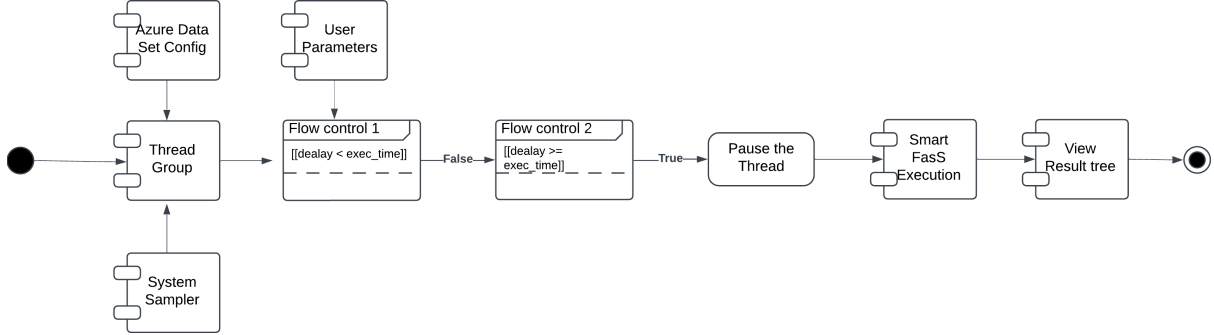 Azure Data
Set Config
User
Parameters
Thread
Group
Flow control 1
[[dealay < exec_time]]
False
Flow control 2
[[dealay >=
exec_time]]
True
Pause the
Thread
Smart
FasS
Execution
View
Result tree
System
Sampler